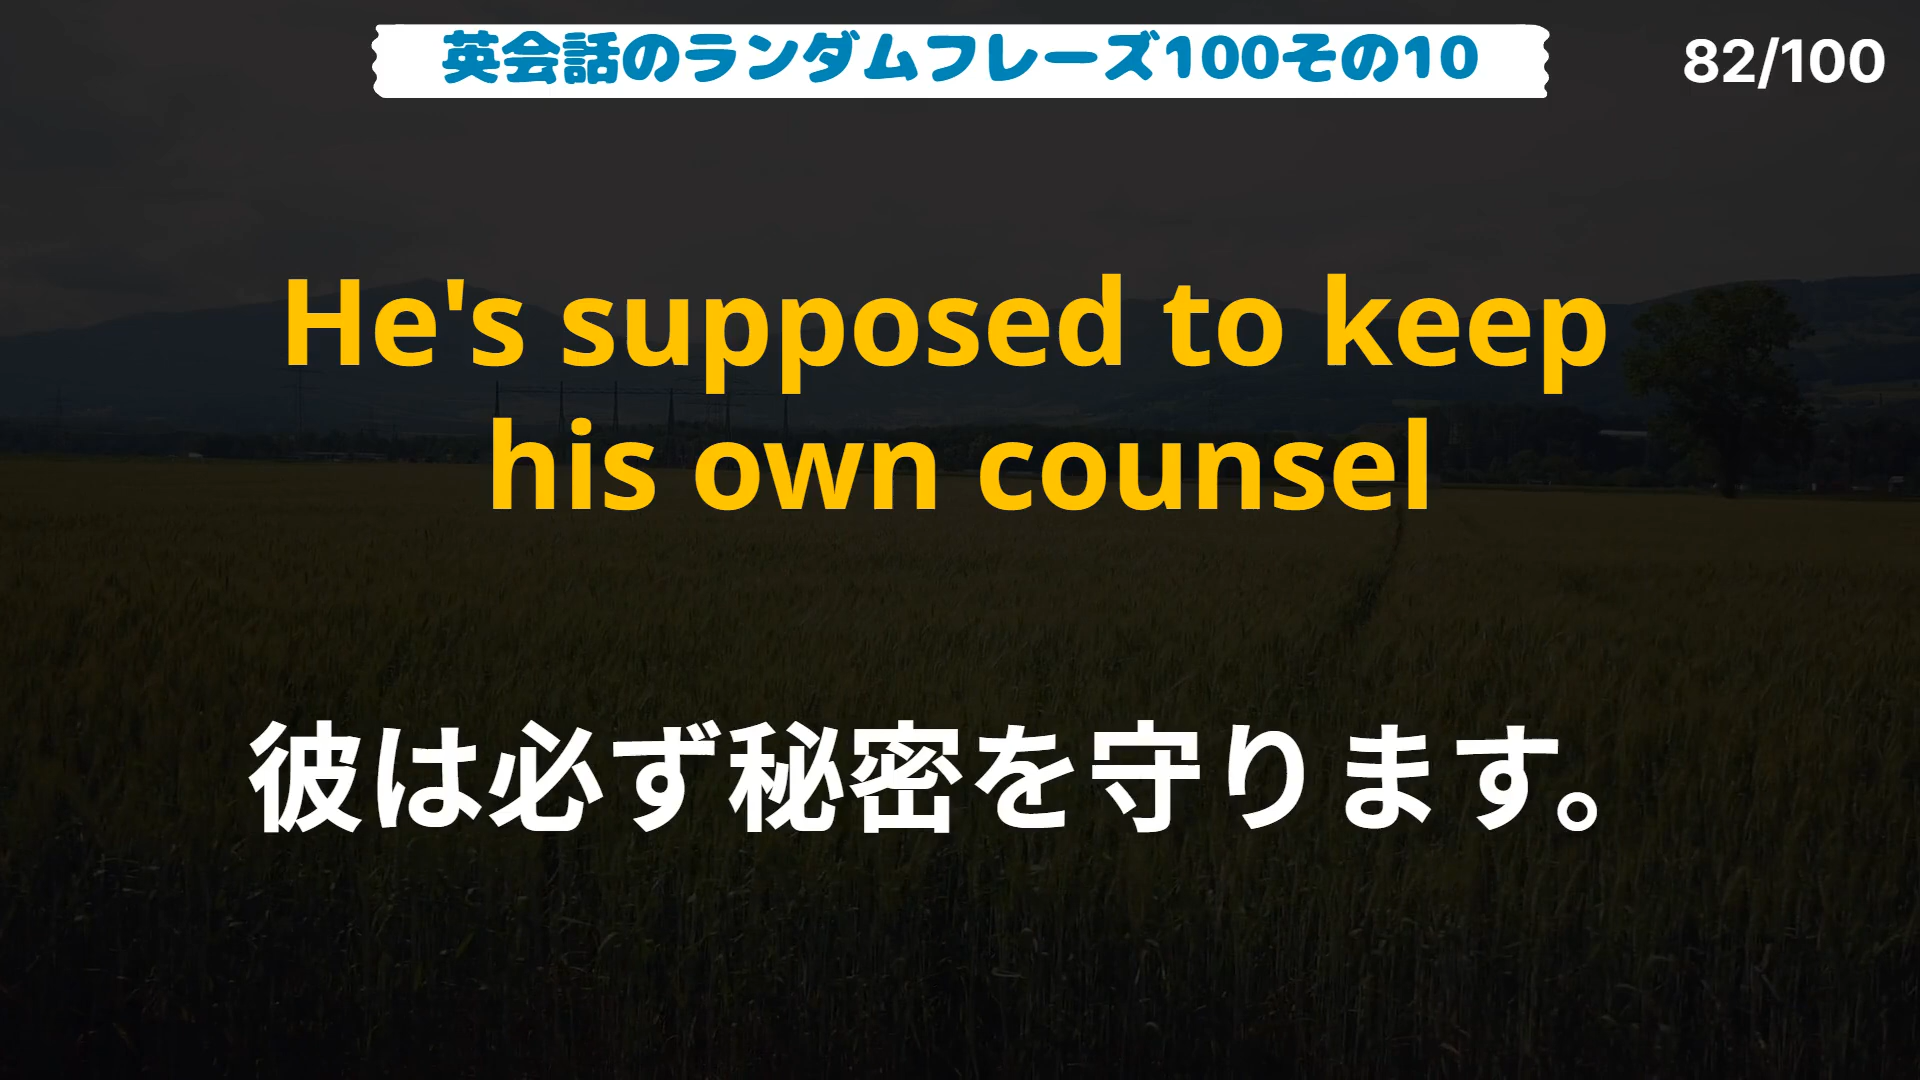 英会話のランダムフレーズ100その10
82/100
He's supposed to keep
his own counsel
彼は必ず秘密を守ります。